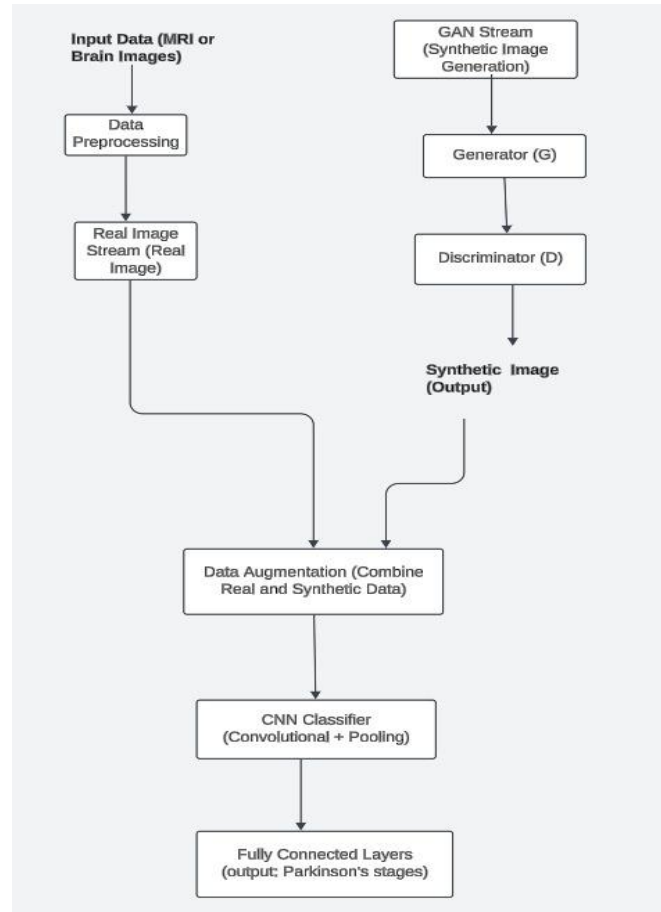 Input Data (MRI or
Brain Images)
Data
Preprocessing
Real Image
Stream (Real
Image)
GAN Stream
(Synthetic Image
Generation)
Generator (G)
Discriminator (D)
Synthetic Image
(Output)
Data Augmentation (Combine
Real and Synthetic Data)
CNN Classifier
(Convolutional + Pooling)
Fully Connected Layers
(output: Parkinson's stages)